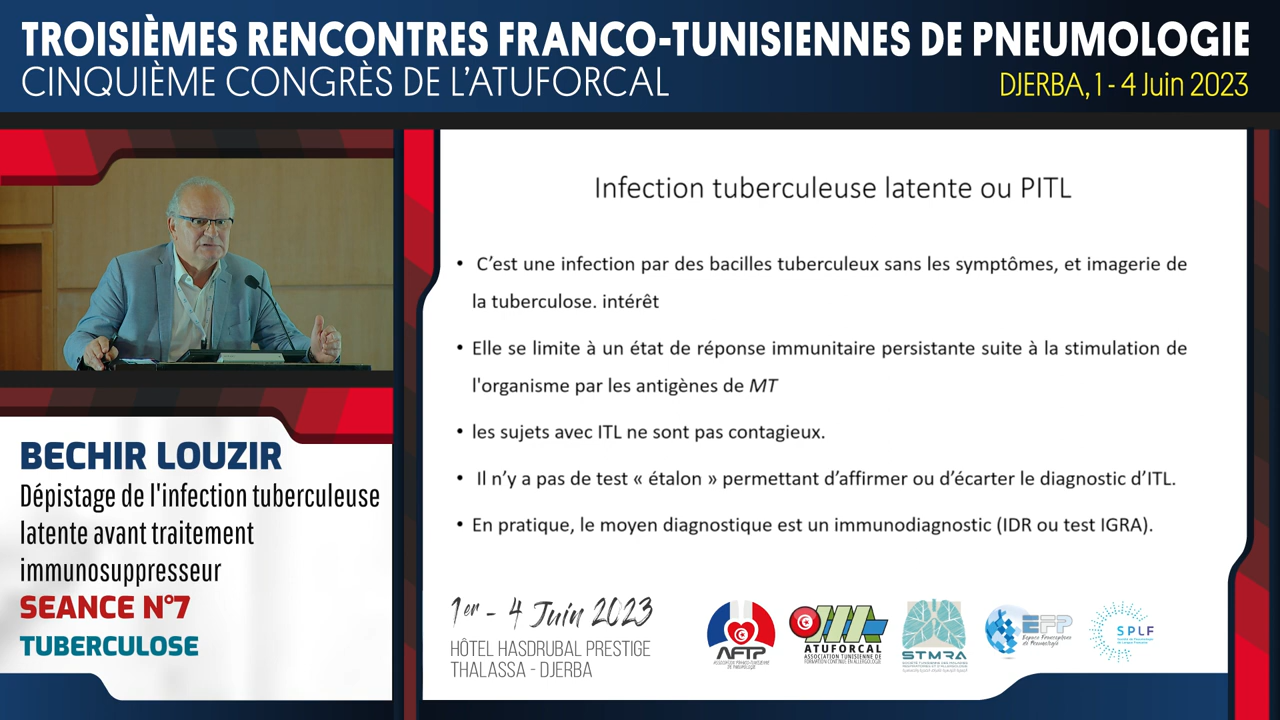 TROISIÈMES RENCONTRES FRANCO-TUNISIENNES DE PNEUMOLOGIE
CINQUIÈME CONGRÈS DE L'ATUFORCAL
DJERBA, 1 - 4 Juin 2023
Infection tuberculeuse latente ou PITL
• C'est une infection par des bacilles tuberculeux sans les symptômes, et imagerie de
la tuberculose. intérêt
• Elle se limite à un état de réponse immunitaire persistante suite à la stimulation de
l'organisme par les antigènes de MT
• les sujets avec ITL ne sont pas contagieux.
• Il n'y a pas de test « étalon » permettant d'affirmer ou d'écarter le diagnostic d'ITL.
• En pratique, le moyen diagnostique est un immunodiagnostic (IDR ou test IGRA).
BECHIR LOUZIR
Dépistage de l'infection tuberculeuse
latente avant traitement
immunosuppresseur
SEANCE N°7
TUBERCULOSE
1er - 4 Juin 2023
HÔTEL HASDRUBAL PRESTIGE
THALASSA - DJERBA
AFTP
ATUFORCAL
ASSOCIATION TUNISIENNE DE
FORMATION CONTINUE EN ALLERGOLOGIE
STMRA
EFP
Espace Francophone
de Pneumologie
SPLF